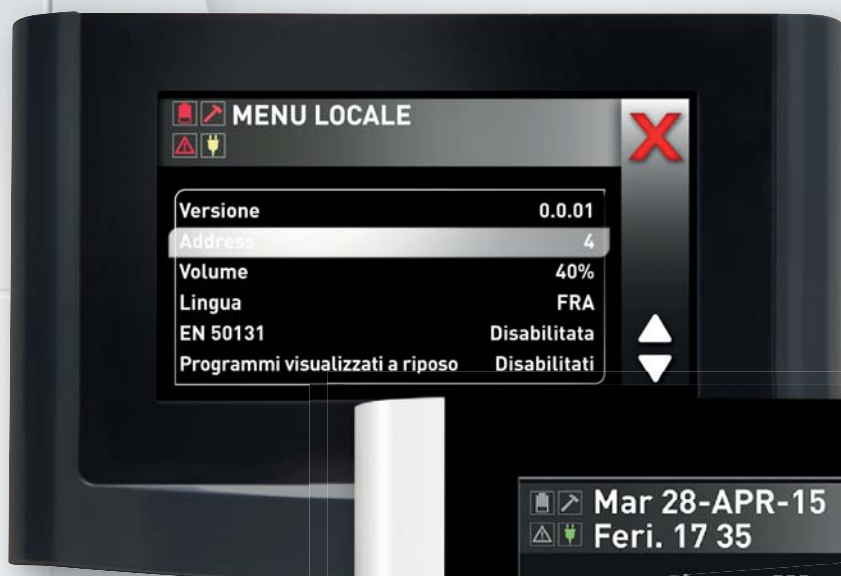 MENU LOCALE
Versione 0.0.01
Address 4
Volume 40%
Lingua FRA
EN 50131 Disabilitata
Programmi visualizzati a riposo Disabilitati
Mar 28-APR-15
Feri. 17 35